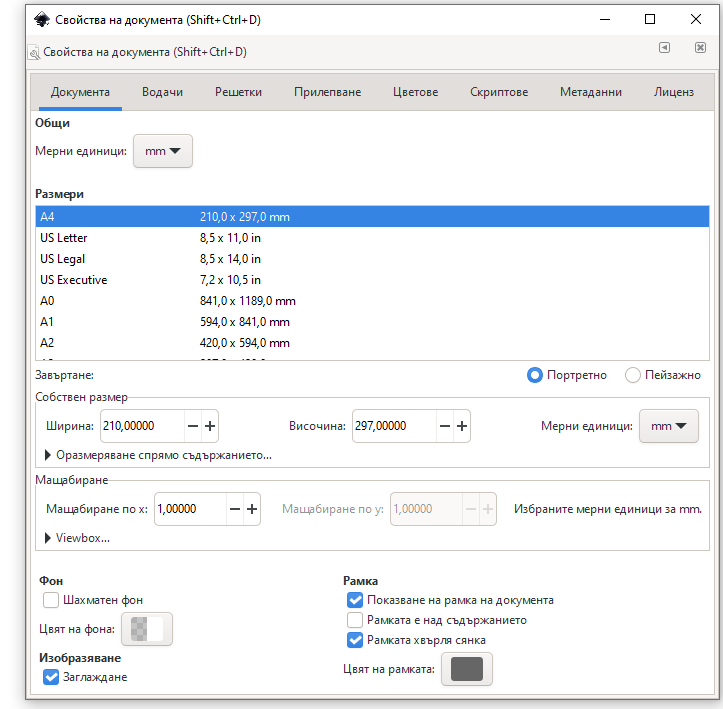 Свойства на документа (Shift+Ctrl+D)
Свойства на документа (Shift+Ctrl+D)
Документа Водачи Решетки Прилепване Цветове Скриптове Метаданни Лиценз
Общи
Мерни единици: mm
Размери
A4 210,0 x 297,0 mm
US Letter 8,5 x 11,0 in
US Legal 8,5 x 14,0 in
US Executive 7,2 x 10,5 in
A0 841,0 x 1189,0 mm
A1 594,0 x 841,0 mm
A2 420,0 x 594,0 mm
Завъртане: Портретно Пейзажно
Собствен размер
Ширина: 210,00000 Височина: 297,00000 Мерни единици: mm
Оразмеряване спрямо съдържанието...
Мащабиране
Мащабиране по x: 1,00000 Мащабиране по y: 1,00000 Избраните мерни единици за mm.
Viewbox...
Фон
Шахматен фон
Цвят на фона:
Изобразяване
Заглаждане
Рамка
Показване на рамка на документа
Рамката е над съдържанието
Рамката хвърля сянка
Цвят на рамката: